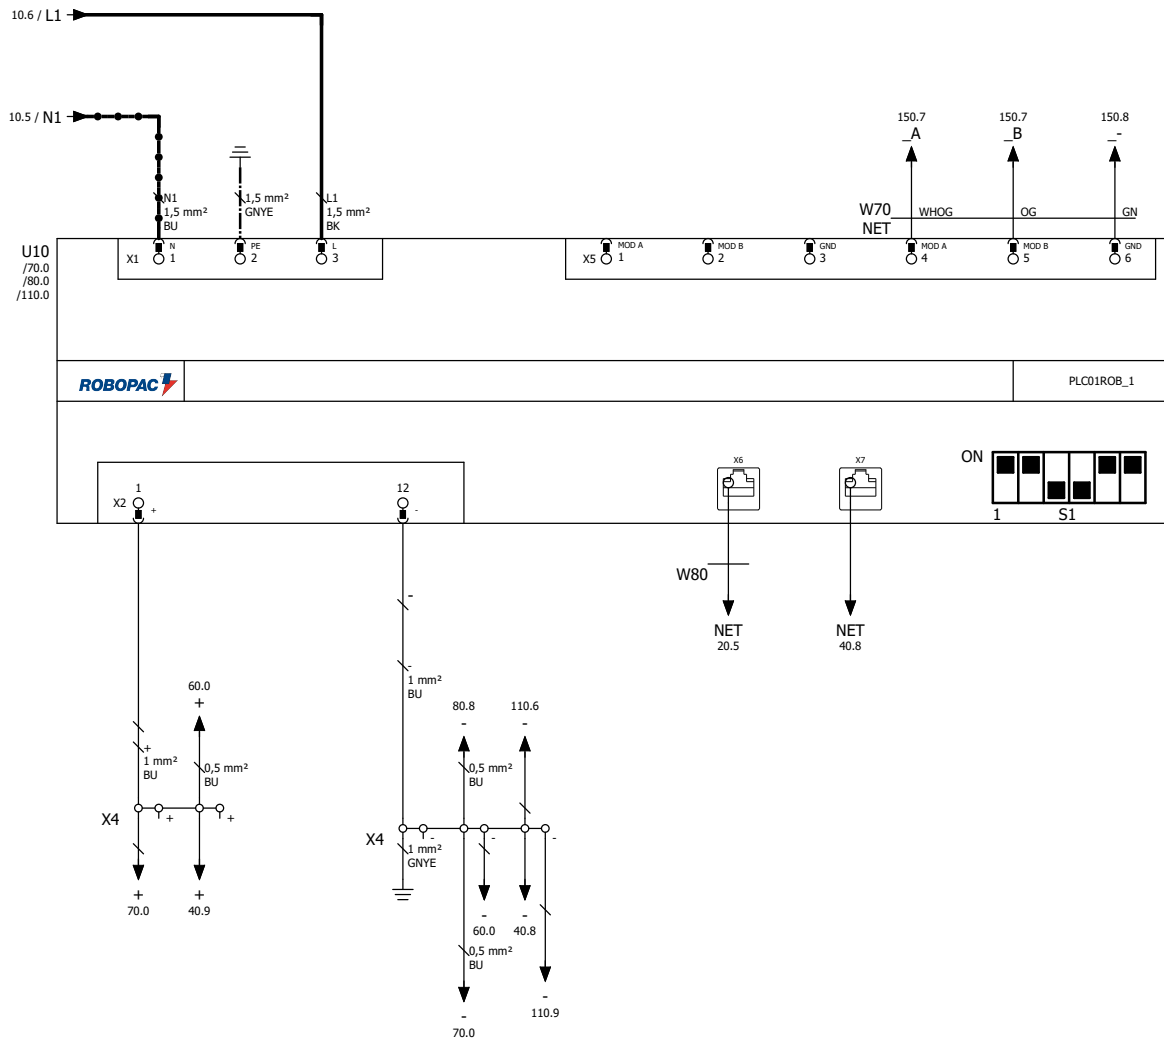 10.6 / L1
10.5 / N1
150.7
_A
150.7
_B
150.8
_-
N1
1,5 mm²
BU
1,5 mm²
GNYE
L1
1,5 mm²
BK
W70
NET
WHOG
OG
GN
U10
/70.0
/80.0
/110.0
X1
N
1
PE
2
L
3
X5
MOD A
1
MOD B
2
GND
3
MOD A
4
MOD B
5
GND
6
ROBOPAC
PLC01ROB_1
X2
1
+
12
-
X6
X7
ON
1
S1
W80
NET
20.5
NET
40.8
-
-
1 mm²
BU
60.0
+
80.8
-
110.6
-
+
1 mm²
BU
0,5 mm²
BU
0,5 mm²
BU
X4
+
+
X4
-
-
-
1 mm²
GNYE
+
70.0
+
40.9
-
60.0
-
40.8
0,5 mm²
BU
-
70.0
-
110.9